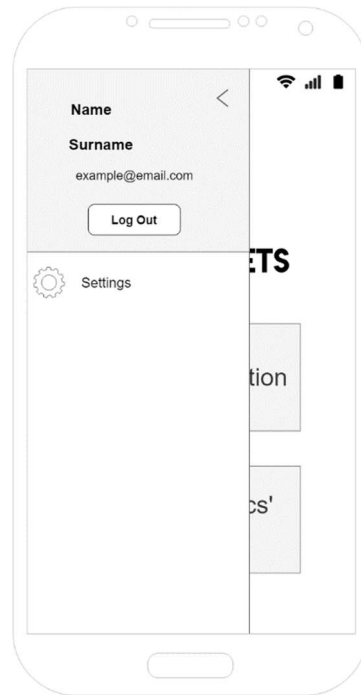 Name
Surname
example@email.com
Log Out
Settings
ETS
tion
cs'